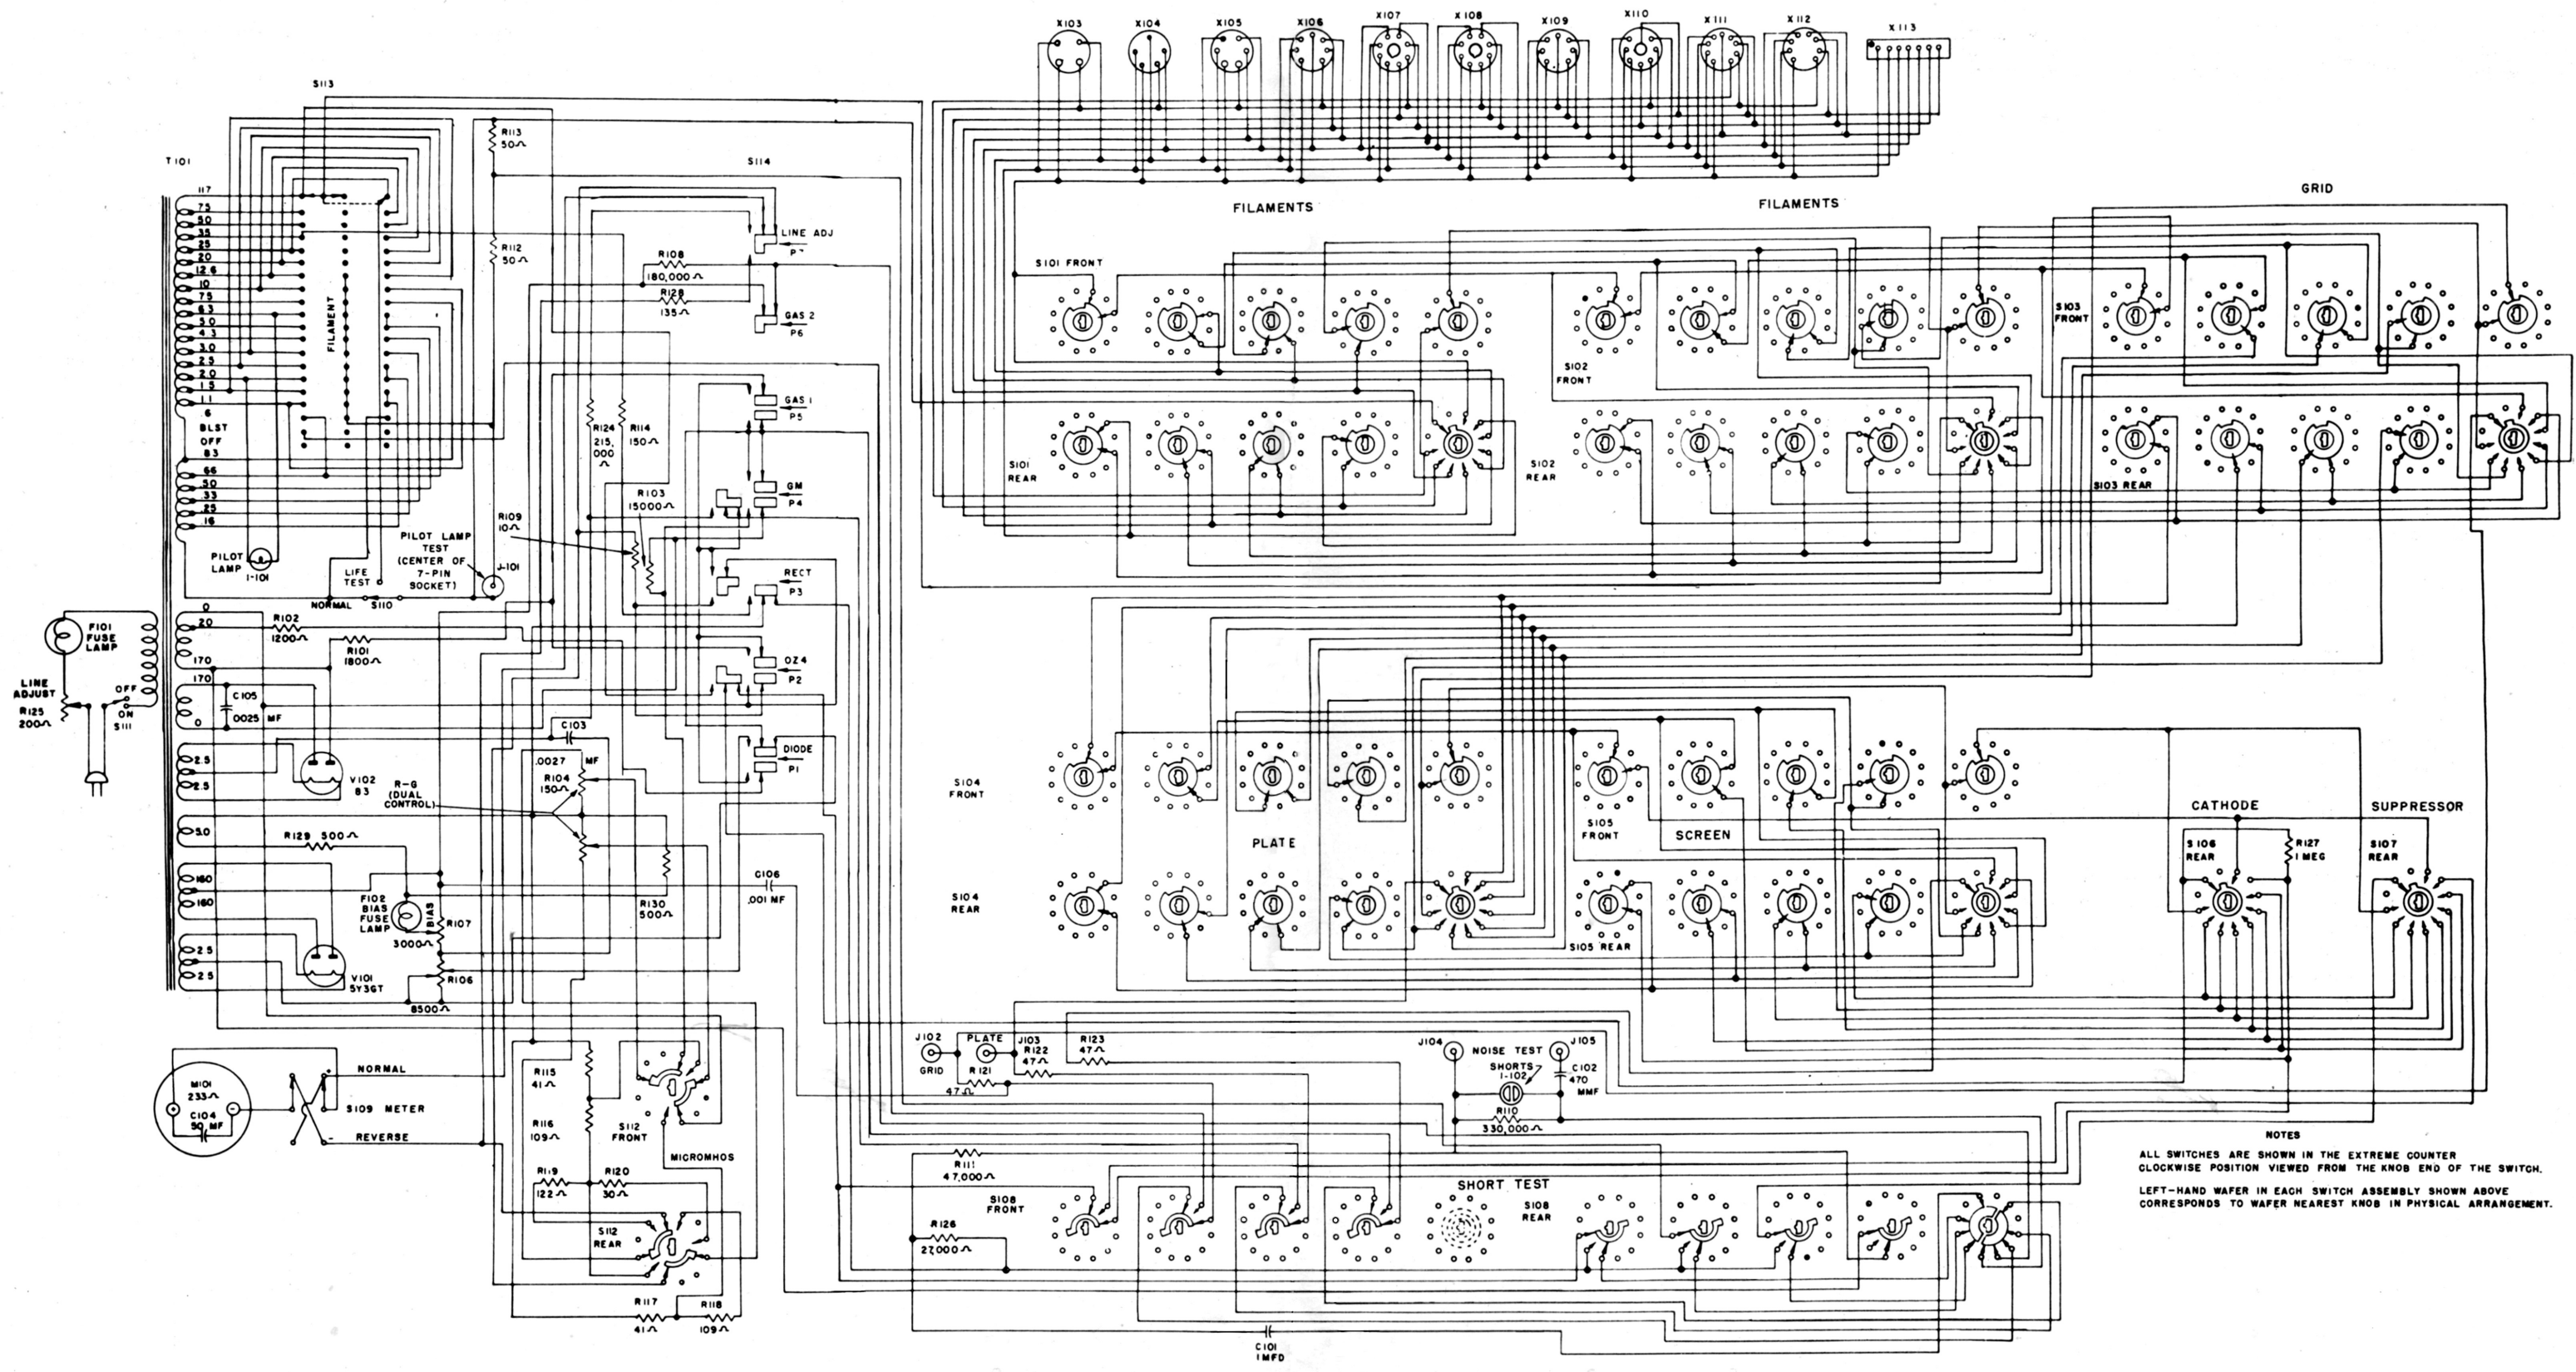 X103
X104
X105
X106
X107
X108
X109
X110
X111
X112
X113
S113
T101
117
75
50
35
25
20
12.6
10
7.5
6.3
5.0
4.3
3.0
2.5
2.0
1.5
1.1
6
BLST
OFF
83
66
50
33
25
16
FILAMENT
R113
50Ω
R112
50Ω
S114
LINE ADJ
R108
180,000Ω
R128
135Ω
GAS 2
P6
GAS 1
P5
R124
215,
000
Ω
R114
150Ω
GM
P4
R103
15000Ω
R109
10Ω
PILOT LAMP
TEST
(CENTER OF
7-PIN
SOCKET)
J-101
PILOT
LAMP
I-101
LIFE
TEST
NORMAL
S110
RECT
P3
OZ4
P2
DIODE
P1
F101
FUSE
LAMP
LINE
ADJUST
R125
200Ω
OFF
ON
S111
0
20
170
170
0
R102
1200Ω
R101
1800Ω
C105
.0025 MF
2.5
2.5
V102
83
C103
.0027 MF
R104
150Ω
R-G
(DUAL
CONTROL)
5.0
R129 500Ω
160
160
F102
BIAS
FUSE
LAMP
BIAS
R107
3000Ω
R106
8500Ω
2.5
2.5
V101
5Y3GT
R130
500Ω
C106
.001 MF
M101
233Ω
C104
50 MF
NORMAL
S109 METER
REVERSE
R115
41Ω
R116
109Ω
S112
FRONT
MICROMHOS
R119
122Ω
R120
30Ω
S112
REAR
R117
41Ω
R118
109Ω
FILAMENTS
FILAMENTS
GRID
S101 FRONT
S102
FRONT
S103
FRONT
S101
REAR
S102
REAR
S103 REAR
S104
FRONT
PLATE
S104
REAR
S105
FRONT
SCREEN
S105 REAR
CATHODE
SUPPRESSOR
S106
REAR
R127
1 MEG
S107
REAR
J102
GRID
PLATE
J103
R122
47Ω
R121
47Ω
R123
47Ω
J104
NOISE TEST
J105
SHORTS
I-102
C102
470
MMF
R110
330,000Ω
R111
47,000Ω
S108
FRONT
SHORT TEST
S108
REAR
R126
27,000Ω
C101
1 MFD
NOTES
ALL SWITCHES ARE SHOWN IN THE EXTREME COUNTER
CLOCKWISE POSITION VIEWED FROM THE KNOB END OF THE SWITCH.
LEFT-HAND WAFER IN EACH SWITCH ASSEMBLY SHOWN ABOVE
CORRESPONDS TO WAFER NEAREST KNOB IN PHYSICAL ARRANGEMENT.